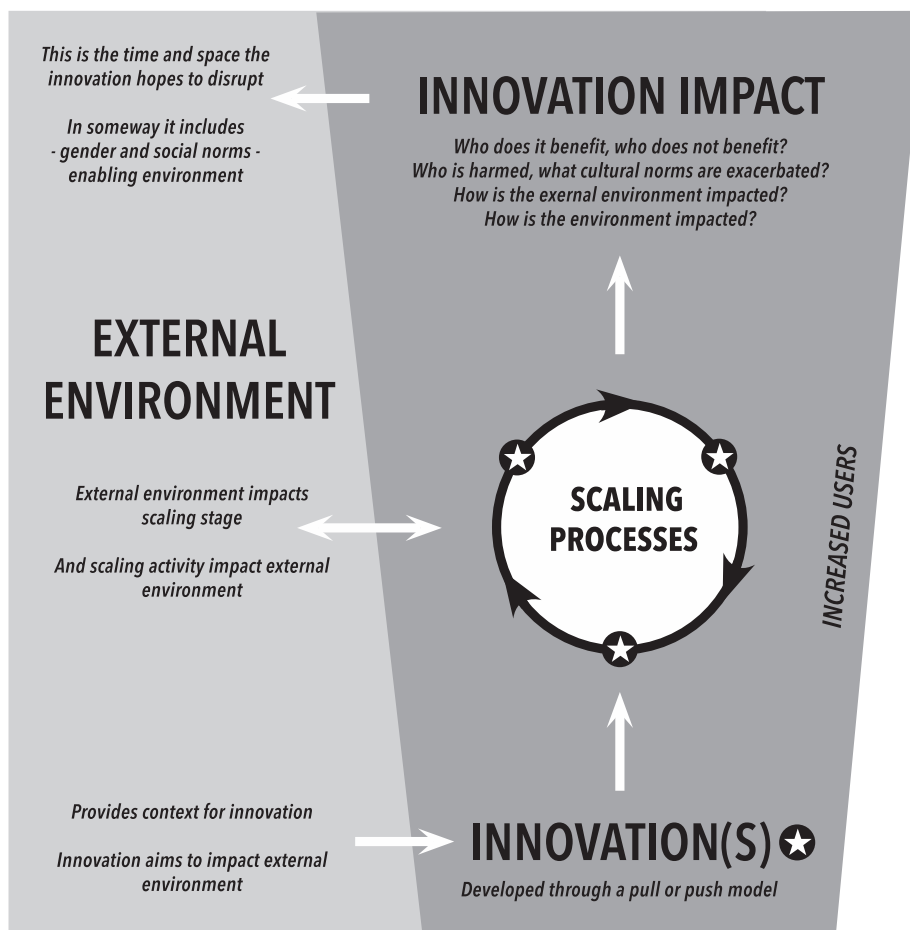 This is the time and space the
innovation hopes to disrupt
In someway it includes
- gender and social norms -
enabling environment
INNOVATION IMPACT
Who does it benefit, who does not benefit?
Who is harmed, what cultural norms are exacerbated?
How is the exernal environment impacted?
How is the environment impacted?
EXTERNAL
ENVIRONMENT
External environment impacts
scaling stage
And scaling activity impact external
environment
SCALING
PROCESSES
INCREASED USERS
Provides context for innovation
Innovation aims to impact external
environment
INNOVATION(S)
Developed through a pull or push model